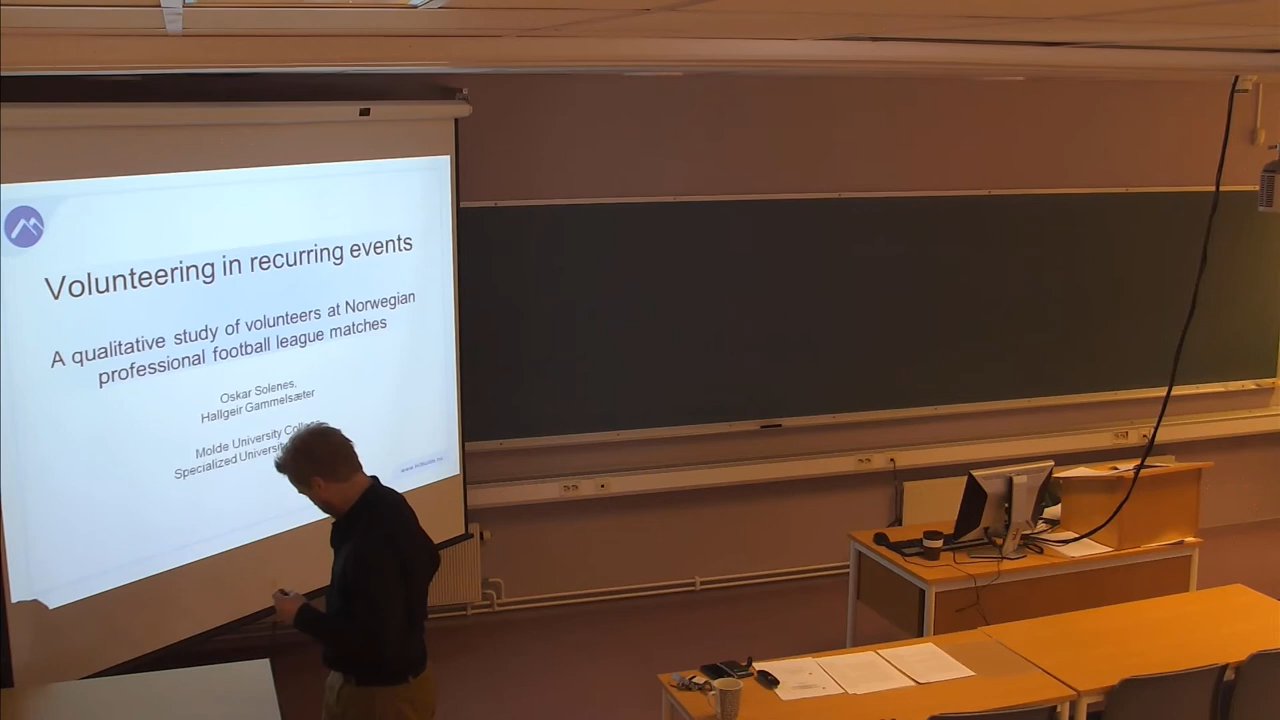 Volunteering in recurring events
A qualitative study of volunteers at Norwegian
professional football league matches
Oskar Solenes,
Hallgeir Gammelsæter
Molde University
Specialized